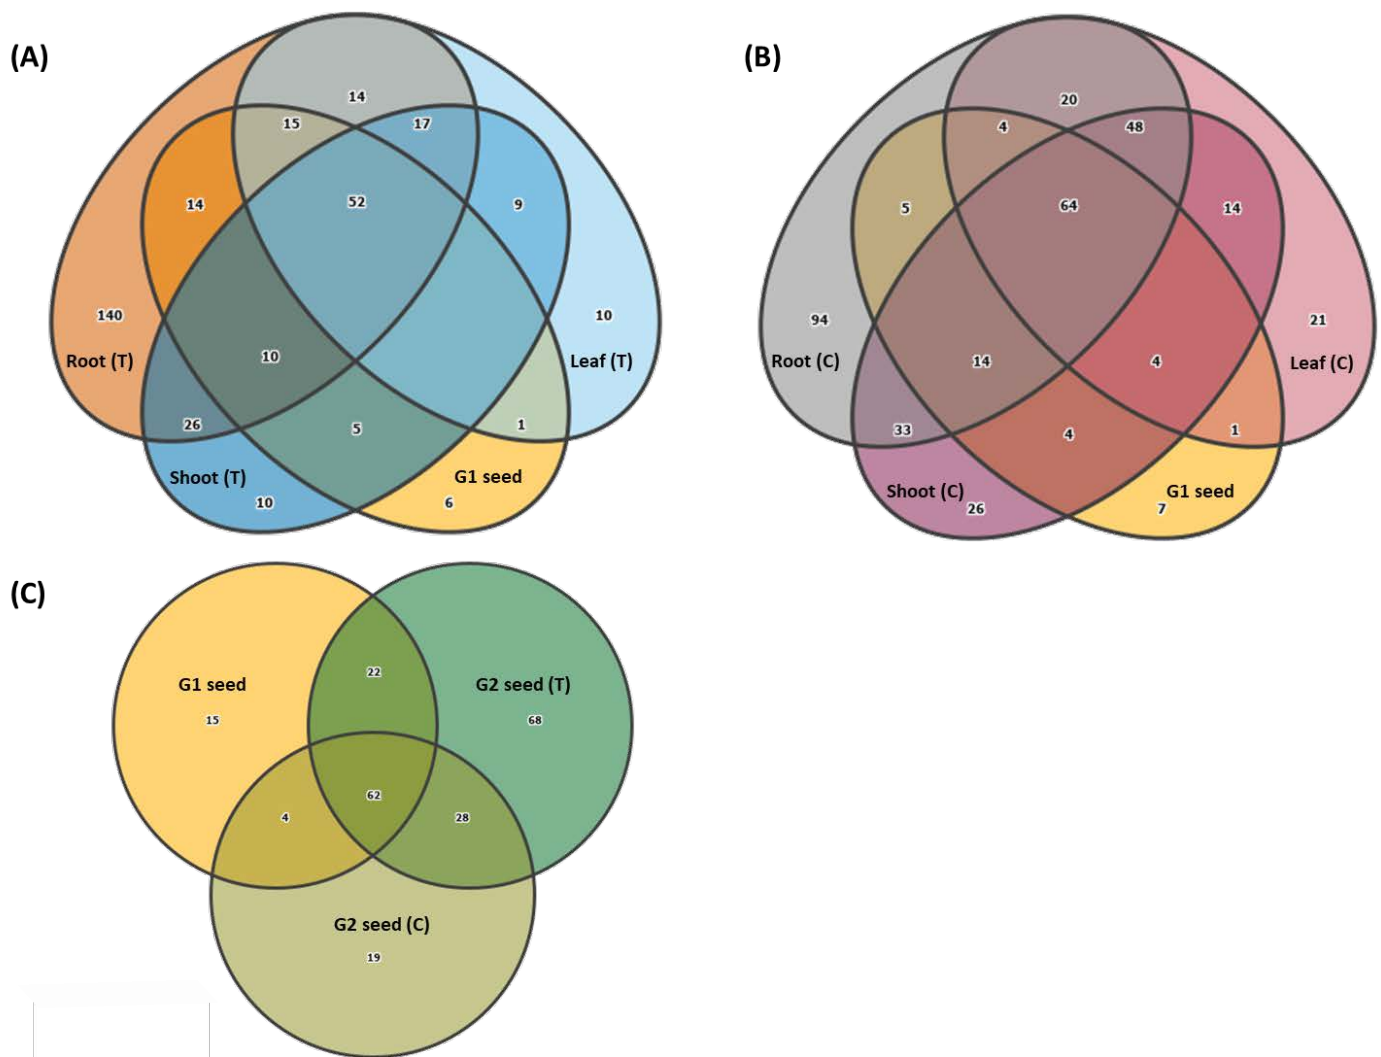 (A)
14
15
17
14
52
9
140
10
Root (T)
10
Leaf (T)
26
5
1
Shoot (T)
G1 seed
10
6
(B)
20
4
48
5
64
14
94
21
Root (C)
14
4
Leaf (C)
33
4
1
Shoot (C)
G1 seed
26
7
(C)
22
G1 seed
G2 seed (T)
15
68
62
4
28
G2 seed (C)
19